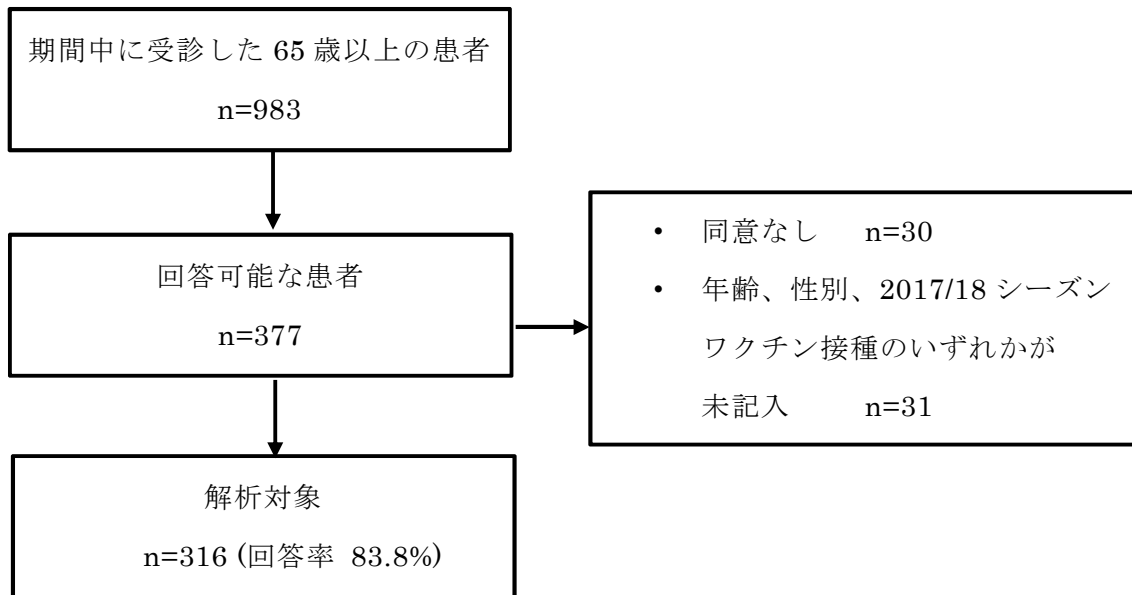 期間中に受診した 65 歳以上の患者
n=983
回答可能な患者
n=377
• 同意なし n=30
• 年齢、性別、2017/18 シーズン
ワクチン接種のいずれかが
未記入 n=31
解析対象
n=316 (回答率 83.8%)